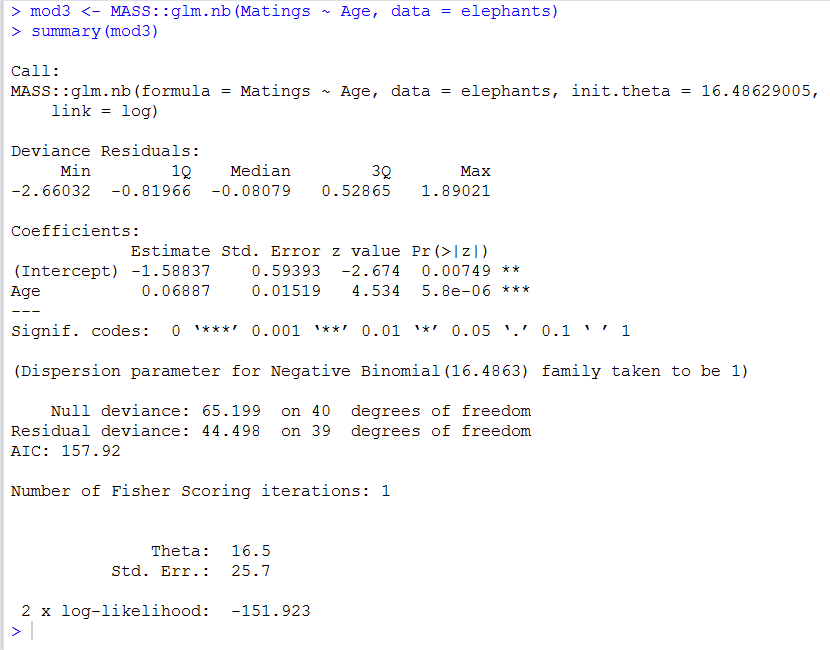 > mod3 <- MASS::glm.nb(Matings ~ Age, data = elephants)
> summary(mod3)
Call:
MASS::glm.nb(formula = Matings ~ Age, data = elephants, init.theta = 16.48629005,
    link = log)
Deviance Residuals:
     Min        1Q    Median        3Q       Max
-2.66032  -0.81966  -0.08079   0.52865   1.89021
Coefficients:
            Estimate Std. Error z value Pr(>|z|)
(Intercept) -1.58837    0.59393  -2.674  0.00749 **
Age          0.06887    0.01519   4.534  5.8e-06 ***
---
Signif. codes:  0 ‘***’ 0.001 ‘**’ 0.01 ‘*’ 0.05 ‘.’ 0.1 ‘ ’ 1
(Dispersion parameter for Negative Binomial(16.4863) family taken to be 1)
    Null deviance: 65.199  on 40  degrees of freedom
Residual deviance: 44.498  on 39  degrees of freedom
AIC: 157.92
Number of Fisher Scoring iterations: 1
              Theta:  16.5
          Std. Err.:  25.7
 2 x log-likelihood:  -151.923
>